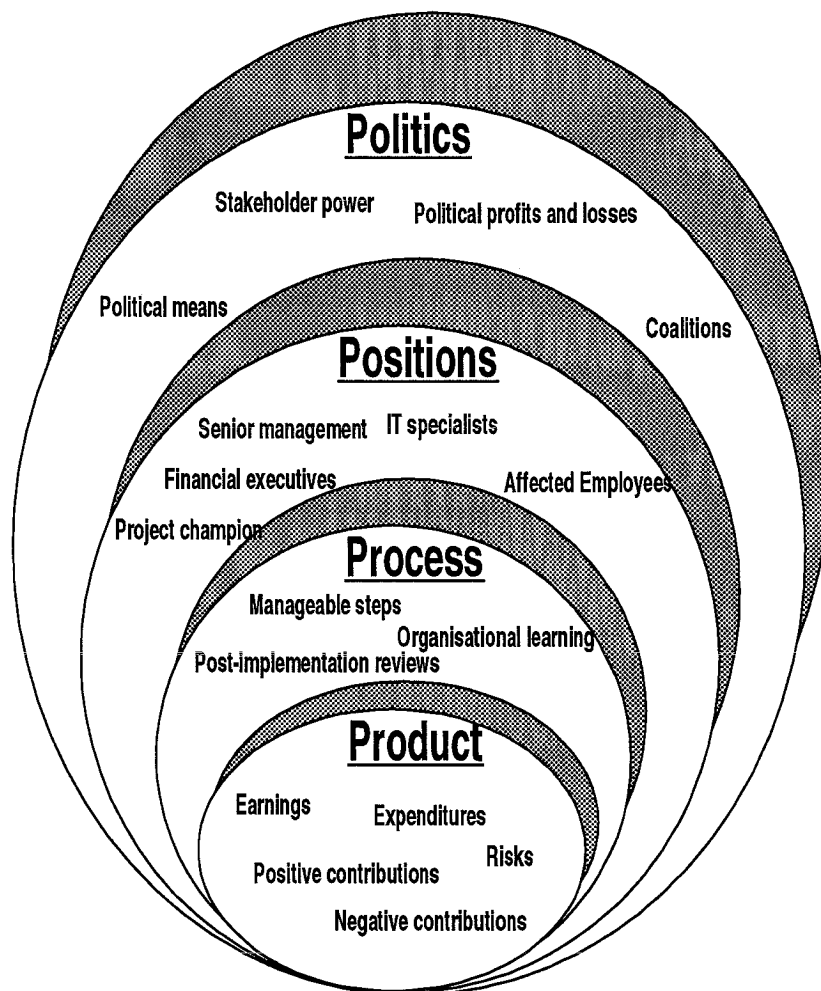 Politics
Stakeholder power
Political profits and losses
Political means
Coalitions
Positions
Senior management
IT specialists
Financial executives
Affected Employees
Project champion
Process
Manageable steps
Organisational learning
Post-implementation reviews
Product
Earnings
Expenditures
Risks
Positive contributions
Negative contributions